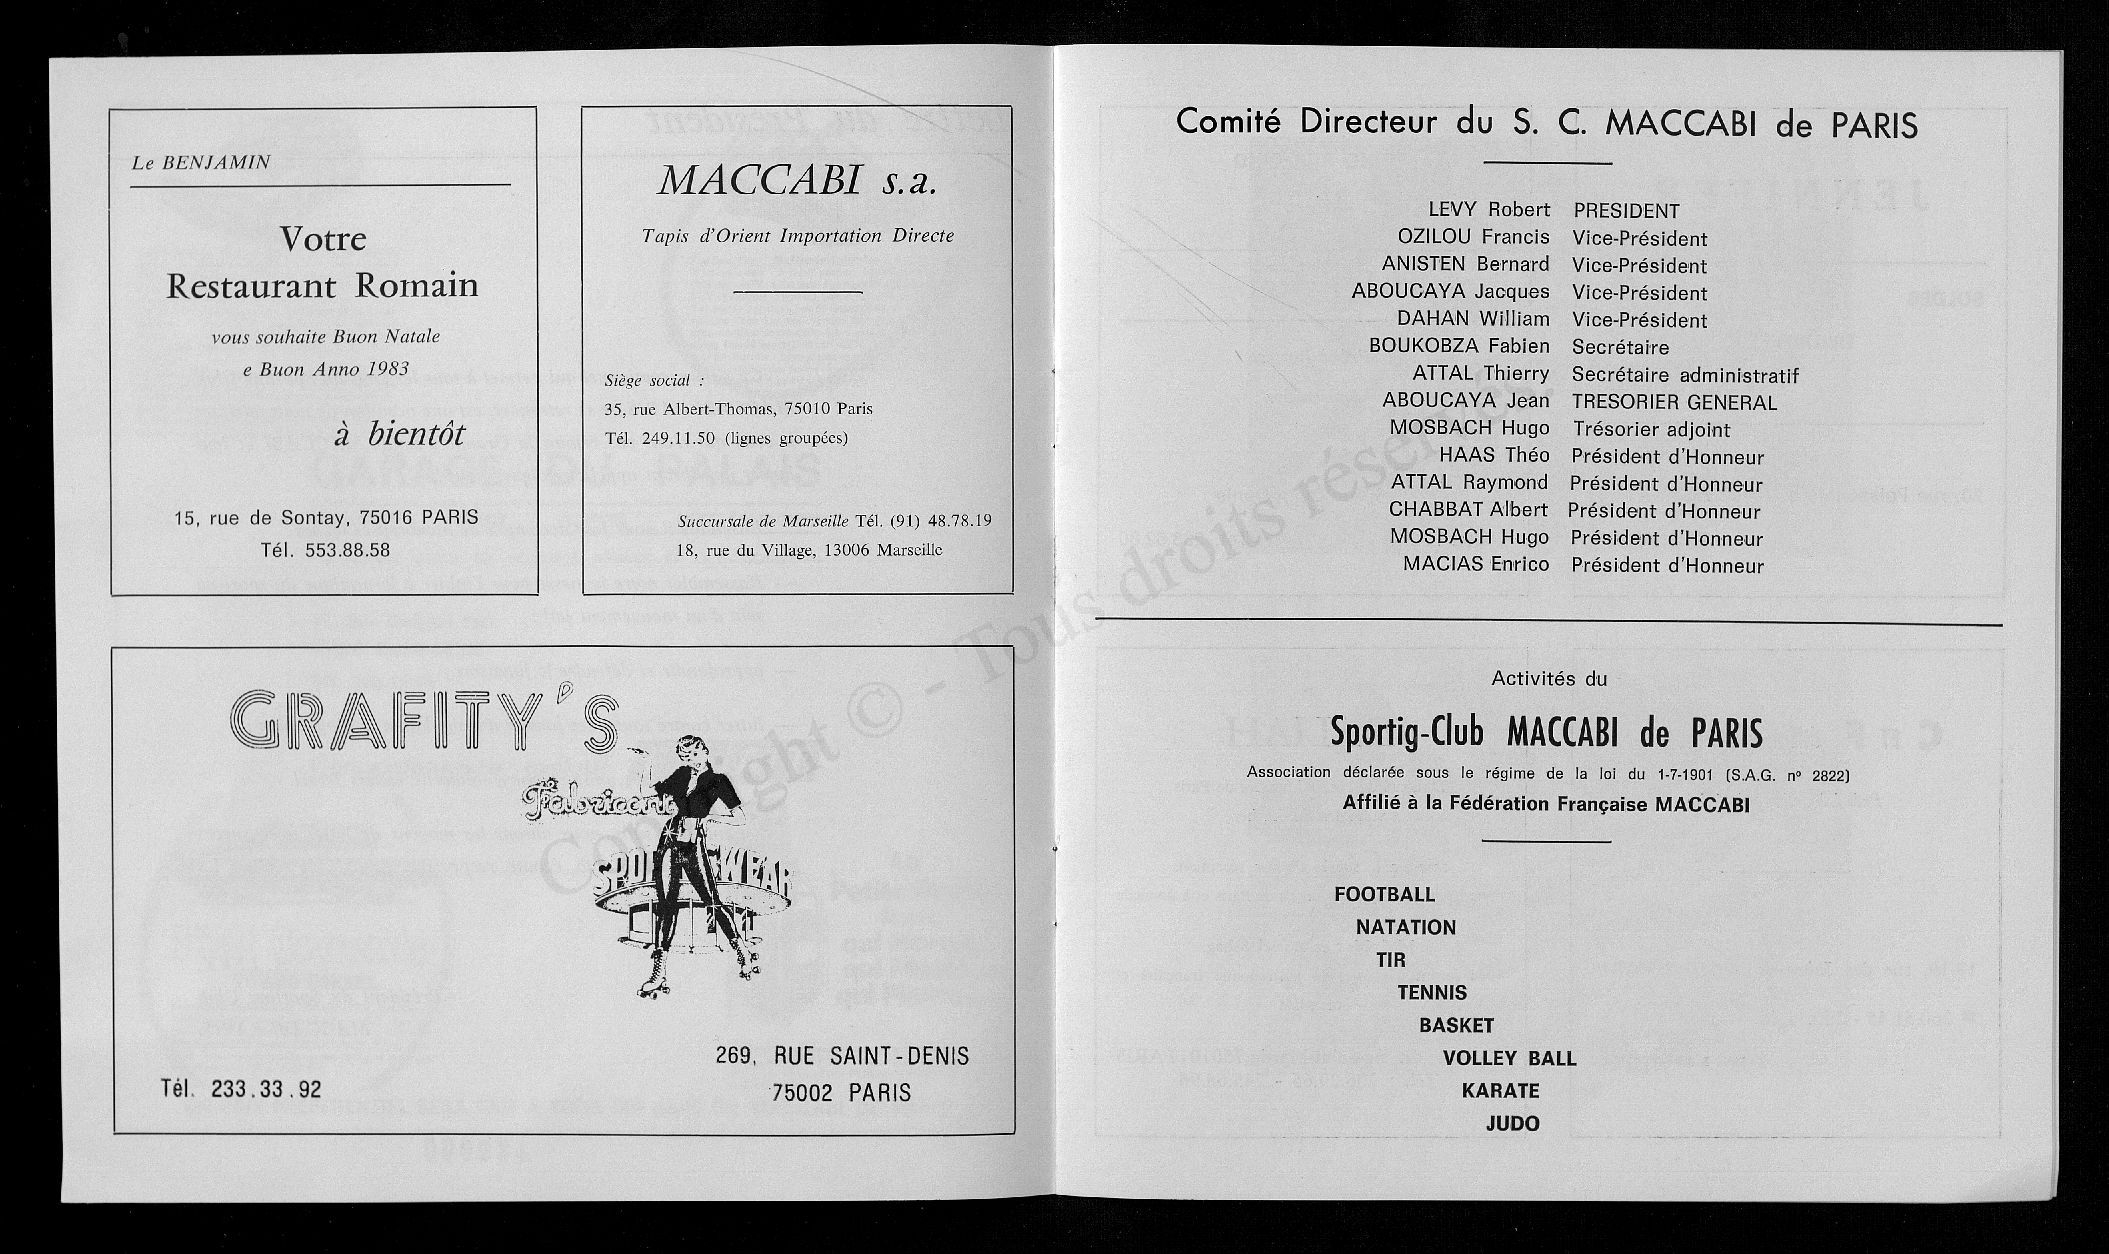 Le BENJAMIN
Votre
Restaurant Romain
vous souhaite Buon Natale
e Buon Anno 1983
à bientôt
15, rue de Sontay, 75016 PARIS
Tél. 553.88.58
MACCABI s.a.
Tapis d'Orient Importation Directe
Siège social :
35, rue Albert-Thomas, 75010 Paris
Tél. 249.11.50 (lignes groupées)
Succursale de Marseille Tél. (91) 48.78.19
18, rue du Village, 13006 Marseille
GRAFITY'S
Fabricant
SPORTSWEAR
269, RUE SAINT-DENIS
75002 PARIS
Tél. 233.33.92
Comité Directeur du S. C. MACCABI de PARIS
LEVY Robert PRESIDENT
OZILOU Francis Vice-Président
ANISTEN Bernard Vice-Président
ABOUCAYA Jacques Vice-Président
DAHAN William Vice-Président
BOUKOBZA Fabien Secrétaire
ATTAL Thierry Secrétaire administratif
ABOUCAYA Jean TRESORIER GENERAL
MOSBACH Hugo Trésorier adjoint
HAAS Théo Président d'Honneur
ATTAL Raymond Président d'Honneur
CHABBAT Albert Président d'Honneur
MOSBACH Hugo Président d'Honneur
MACIAS Enrico Président d'Honneur
Activités du
Sportig-Club MACCABI de PARIS
Association déclarée sous le régime de la loi du 1-7-1901 (S.A.G. nº 2822)
Affilié à la Fédération Française MACCABI
FOOTBALL
NATATION
TIR
TENNIS
BASKET
VOLLEY BALL
KARATE
JUDO
Copyright © - Tous droits réservés